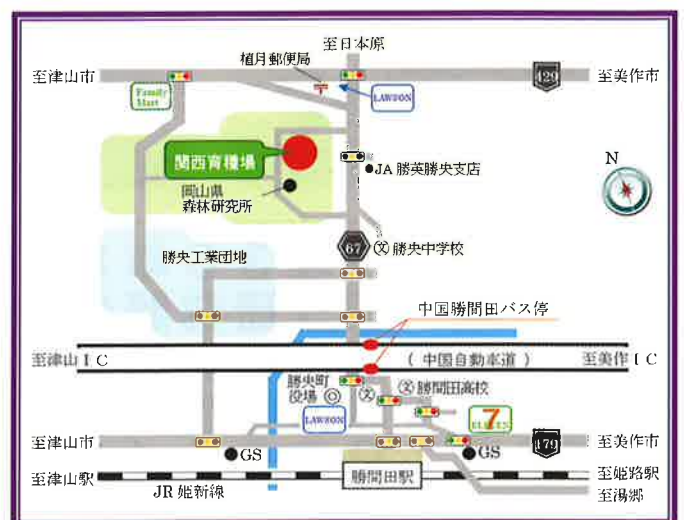 至日本原
植月郵便局
至津山市
429
至美作市
Family
Mart
LAWSON
関西育種場
JA 勝英勝央支店
N
岡山県
森林研究所
67
文 勝央中学校
勝央工業団地
中国勝間田バス停
至津山 I C
( 中国自動車道 )
至美作 I C
勝央町
役場
文
文 勝間田高校
LAWSON
7
ELEVEN
至津山市
179
至美作市
GS
GS
至津山駅
勝間田駅
至姫路駅
JR 姫新線
至湯郷